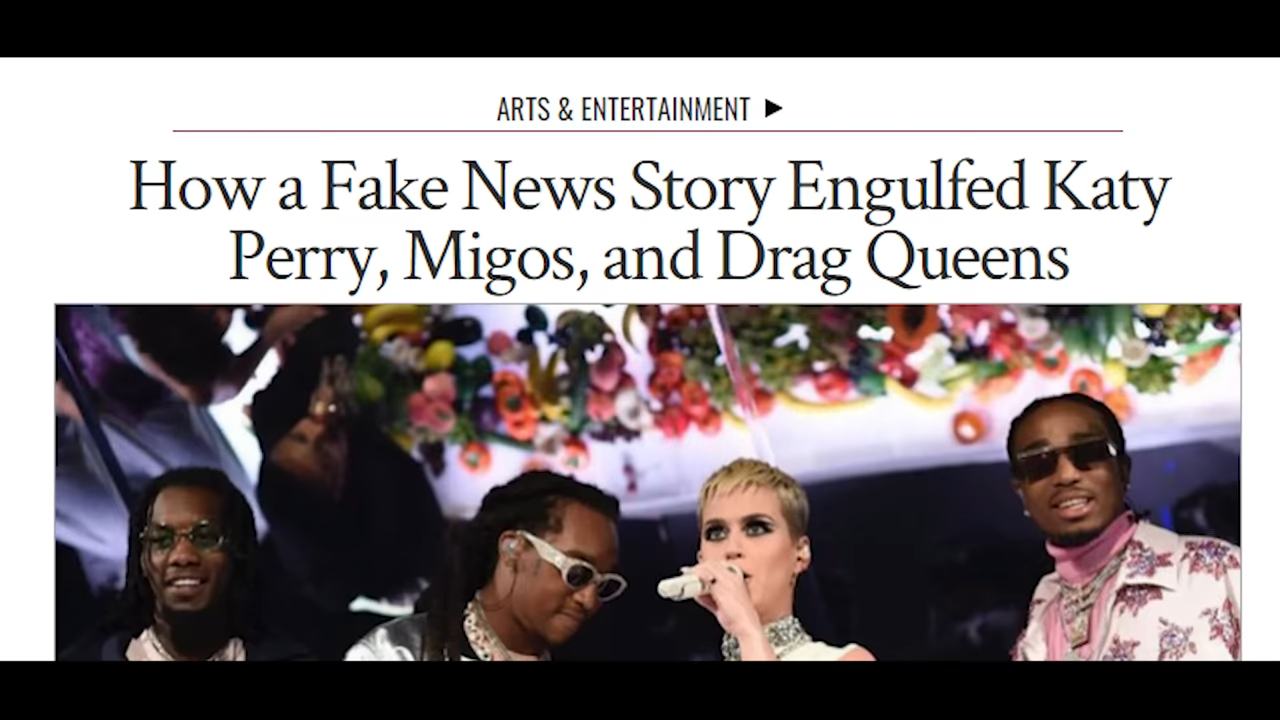 ARTS & ENTERTAINMENT ▶
How a Fake News Story Engulfed Katy
Perry, Migos, and Drag Queens